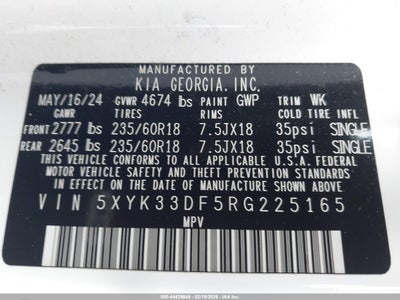 MANUFACTURED BY
KIA GEORGIA, INC.
MAY/16/24 GVWR 4674 lbs PAINT GWP TRIM WK
GAWR TIRES RIMS COLD TIRE INFL
FRONT 2777 lbs 235/60R18 7.5JX18 35psi SINGLE
REAR 2645 lbs 235/60R18 7.5JX18 35psi SINGLE
THIS VEHICLE CONFORMS TO ALL APPLICABLE FEDERAL
MOTOR VEHICLE SAFETY AND THEFT PREVENTION STANDARDS
IN EFFECT ON THE DATE OF MANUFACTURE SHOWN ABOVE.
VIN 5XYK33DF5RG225165
MPV